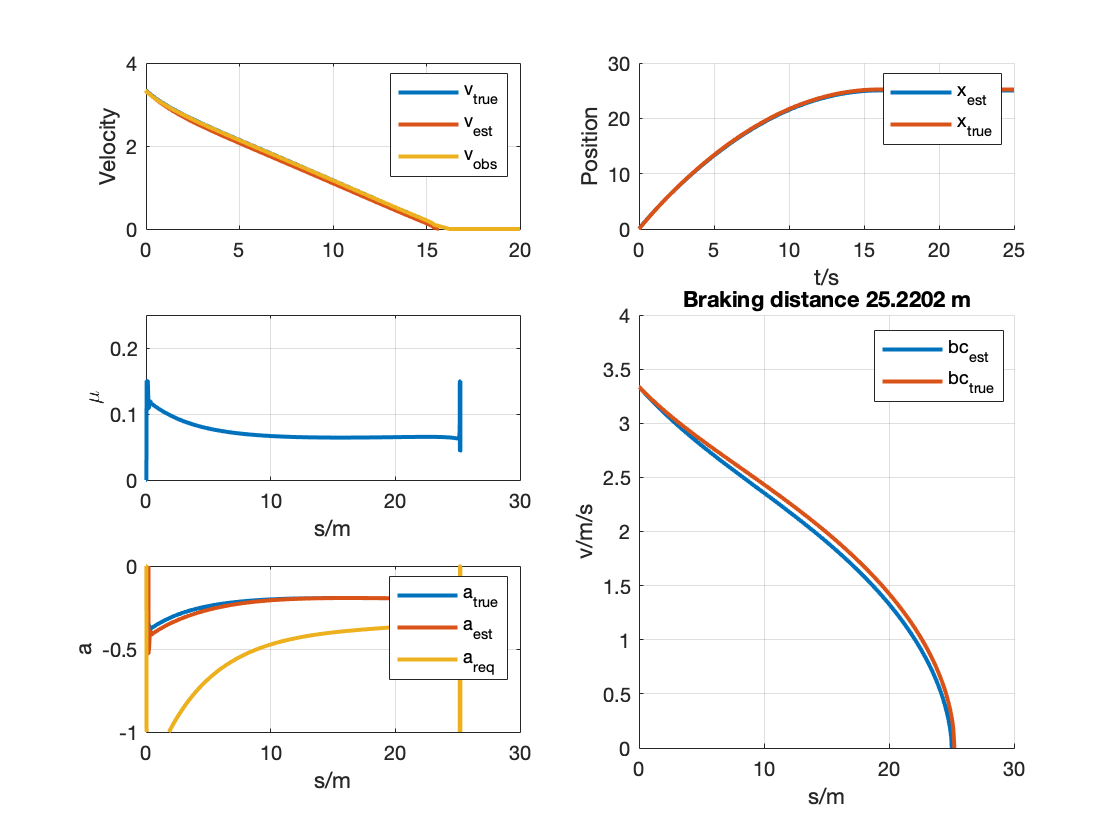 4
2
0
Velocity
0
5
10
15
20
v_true
v_est
v_obs
30
20
10
0
Position
0
5
10
15
20
25
t/s
x_est
x_true
0.2
0.1
0
μ
0
10
20
30
s/m
0
-0.5
-1
a
0
10
20
30
s/m
a_true
a_est
a_req
Braking distance 25.2202 m
4
3.5
3
2.5
2
1.5
1
0.5
0
v/m/s
0
10
20
30
s/m
bc_est
bc_true